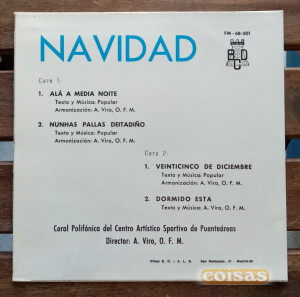 FM - 68-501
BCD
NAVIDAD
Cara 1:
1. ALÁ A MEDIA NOITE
Texto y Música: Popular
Armonización: A. Viro, O. F. M.
2. NUNHAS PALLAS DEITADIÑO
Texto y Música: Popular
Armonización: A. Viro, O. F. M.
Cara 2:
1. VEINTICINCO DE DICIEMBRE
Texto y Música: Popular
Armonización: A. Viro, O. F. M.
2. DORMIDO ESTA
Texto y Música: A. Viro, O. F. M.
Coral Polifónica del Centro Artístico Sportivo de Puenteáreas
Director: A. Viro, O. F. M.
coisas